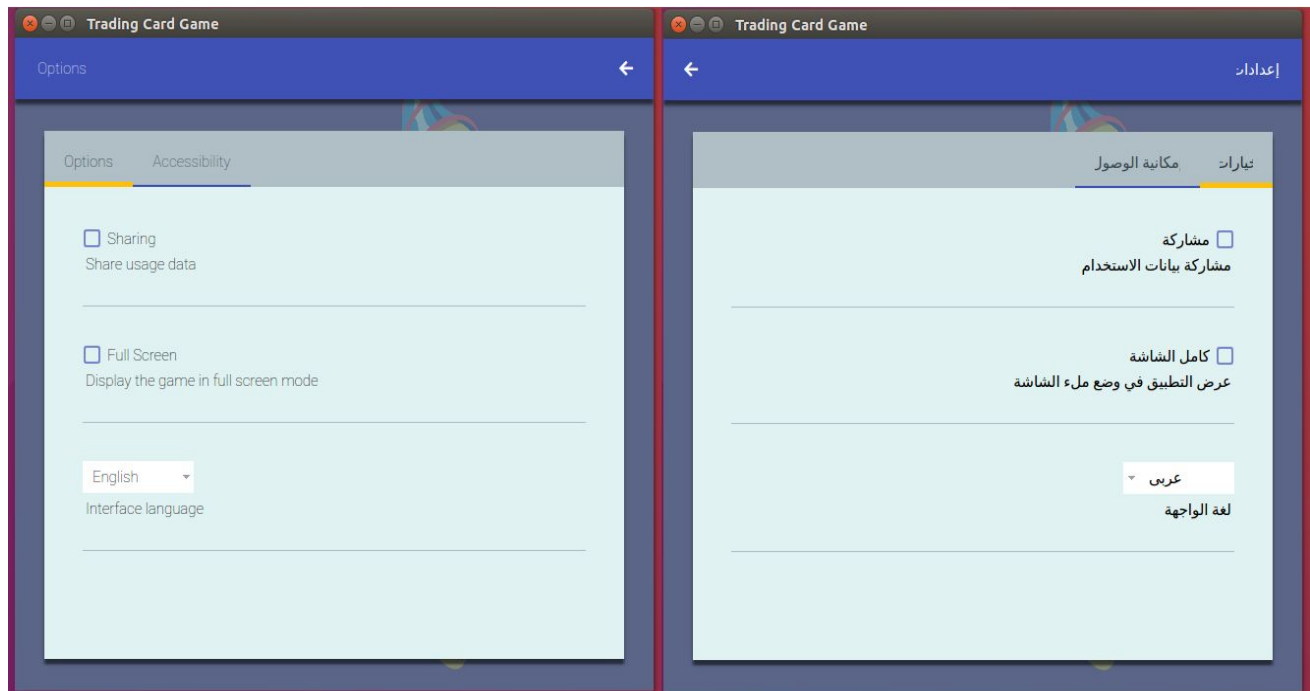 Trading Card Game
Options
Options Accessibility
Sharing
Share usage data
Full Screen
Display the game in full screen mode
English
Interface language
Trading Card Game
إعدادات
خيارات مكانية الوصول
مشاركة
مشاركة بيانات الاستخدام
كامل الشاشة
عرض التطبيق في وضع ملء الشاشة
عربى
لغة الواجهة